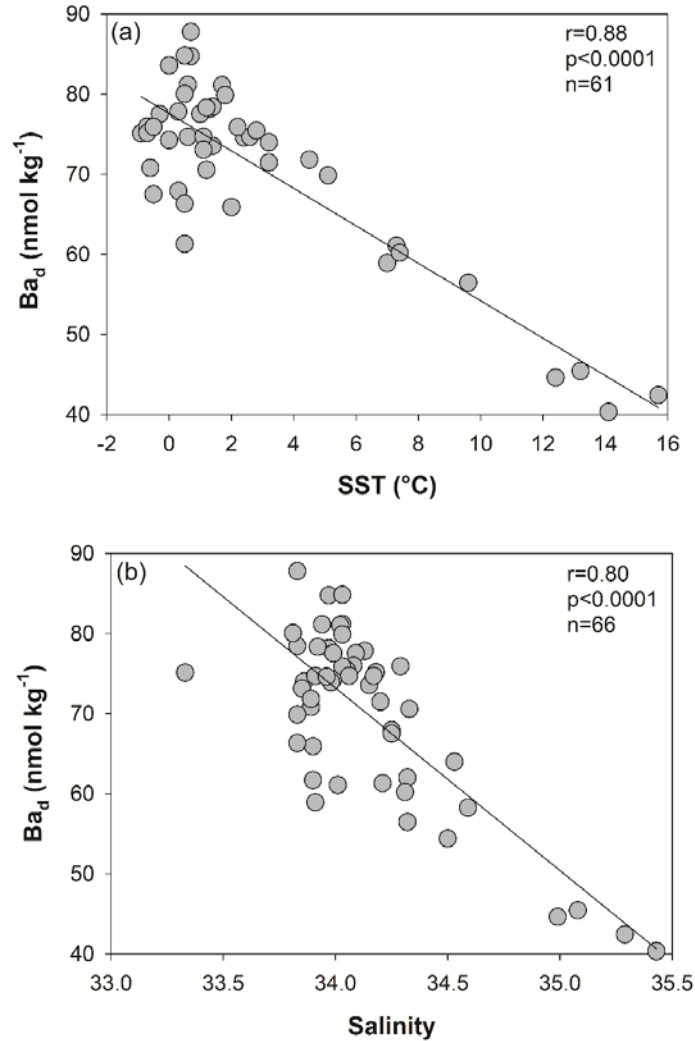 (a)
r=0.88
p<0.0001
n=61
90
80
70
60
50
40
Ba_d (nmol kg^-1)
-2 0 2 4 6 8 10 12 14 16
SST (°C)
(b)
r=0.80
p<0.0001
n=66
90
80
70
60
50
40
Ba_d (nmol kg^-1)
33.0 33.5 34.0 34.5 35.0 35.5
Salinity